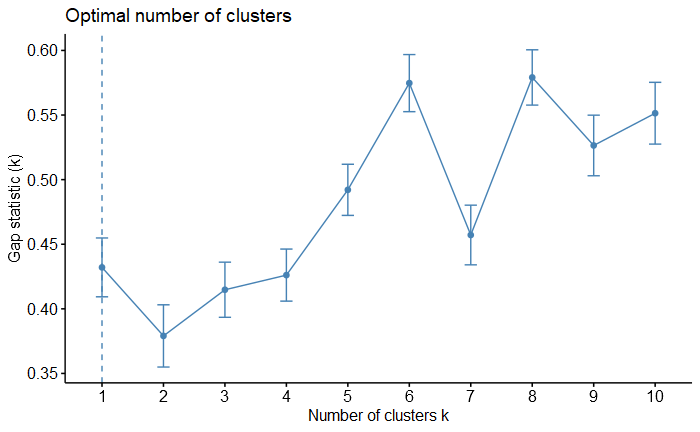 Optimal number of clusters
0.60
0.55
0.50
0.45
0.40
0.35
Gap statistic (k)
1 2 3 4 5 6 7 8 9 10
Number of clusters k